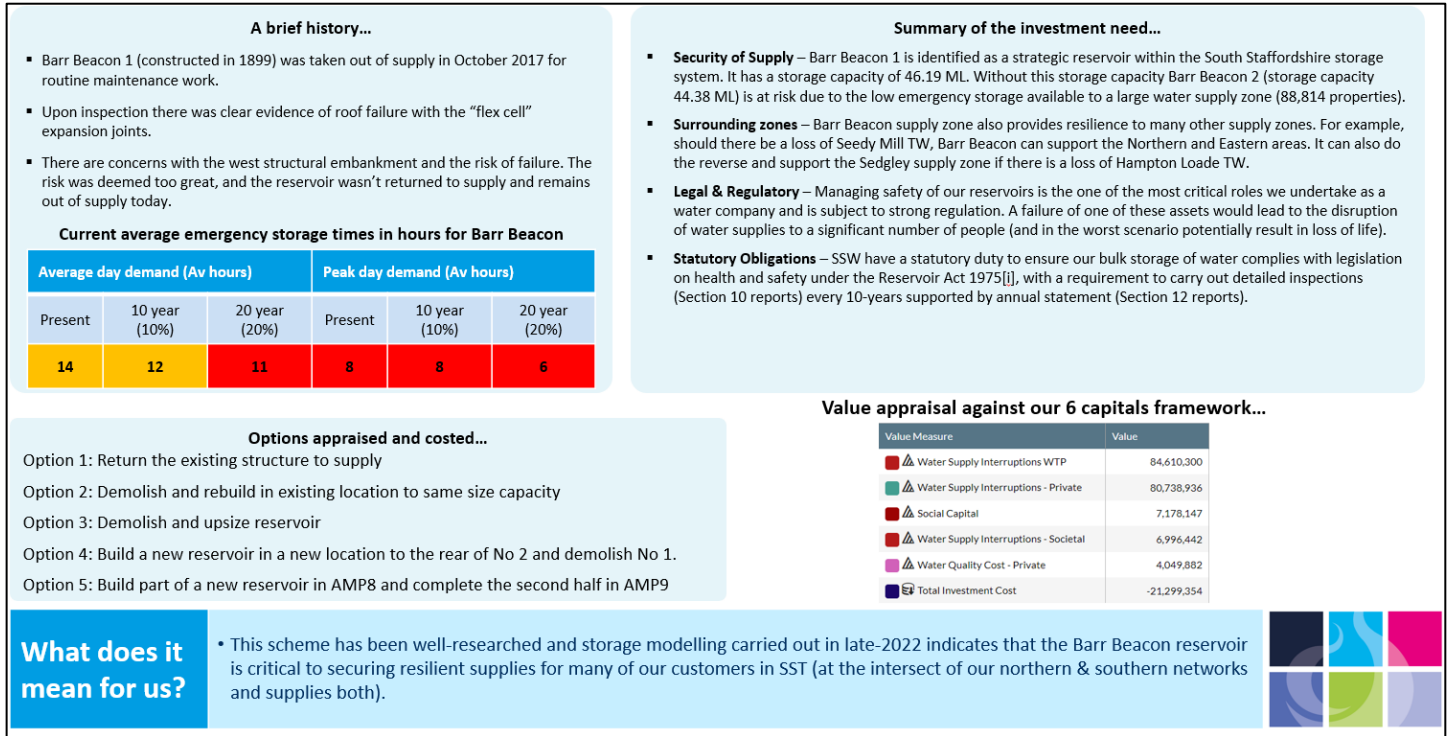 A brief history...
▪ Barr Beacon 1 (constructed in 1899) was taken out of supply in October 2017 for
routine maintenance work.
▪ Upon inspection there was clear evidence of roof failure with the “flex cell”
expansion joints.
▪ There are concerns with the west structural embankment and the risk of failure. The
risk was deemed too great, and the reservoir wasn’t returned to supply and remains
out of supply today.
Current average emergency storage times in hours for Barr Beacon
Average day demand (Av hours) Peak day demand (Av hours)
Present 10 year (10%) 20 year (20%) Present 10 year (10%) 20 year (20%)
14 12 11 8 8 6
Summary of the investment need...
▪ Security of Supply – Barr Beacon 1 is identified as a strategic reservoir within the South Staffordshire storage
system. It has a storage capacity of 46.19 ML. Without this storage capacity Barr Beacon 2 (storage capacity
44.38 ML) is at risk due to the low emergency storage available to a large water supply zone (88,814 properties).
▪ Surrounding zones – Barr Beacon supply zone also provides resilience to many other supply zones. For example,
should there be a loss of Seedy Mill TW, Barr Beacon can support the Northern and Eastern areas. It can also do
the reverse and support the Sedgley supply zone if there is a loss of Hampton Loade TW.
▪ Legal & Regulatory – Managing safety of our reservoirs is the one of the most critical roles we undertake as a
water company and is subject to strong regulation. A failure of one of these assets would lead to the disruption
of water supplies to a significant number of people (and in the worst scenario potentially result in loss of life).
▪ Statutory Obligations – SSW have a statutory duty to ensure our bulk storage of water complies with legislation
on health and safety under the Reservoir Act 1975[i], with a requirement to carry out detailed inspections
(Section 10 reports) every 10-years supported by annual statement (Section 12 reports).
Options appraised and costed...
Option 1: Return the existing structure to supply
Option 2: Demolish and rebuild in existing location to same size capacity
Option 3: Demolish and upsize reservoir
Option 4: Build a new reservoir in a new location to the rear of No 2 and demolish No 1.
Option 5: Build part of a new reservoir in AMP8 and complete the second half in AMP9
Value appraisal against our 6 capitals framework...
Value Measure Value
Water Supply Interruptions WTP 84,610,300
Water Supply Interruptions - Private 80,738,936
Social Capital 7,178,147
Water Supply Interruptions - Societal 6,996,442
Water Quality Cost - Private 4,049,882
Total Investment Cost -21,299,354
What does it
mean for us?
• This scheme has been well-researched and storage modelling carried out in late-2022 indicates that the Barr Beacon reservoir
is critical to securing resilient supplies for many of our customers in SST (at the intersect of our northern & southern networks
and supplies both).